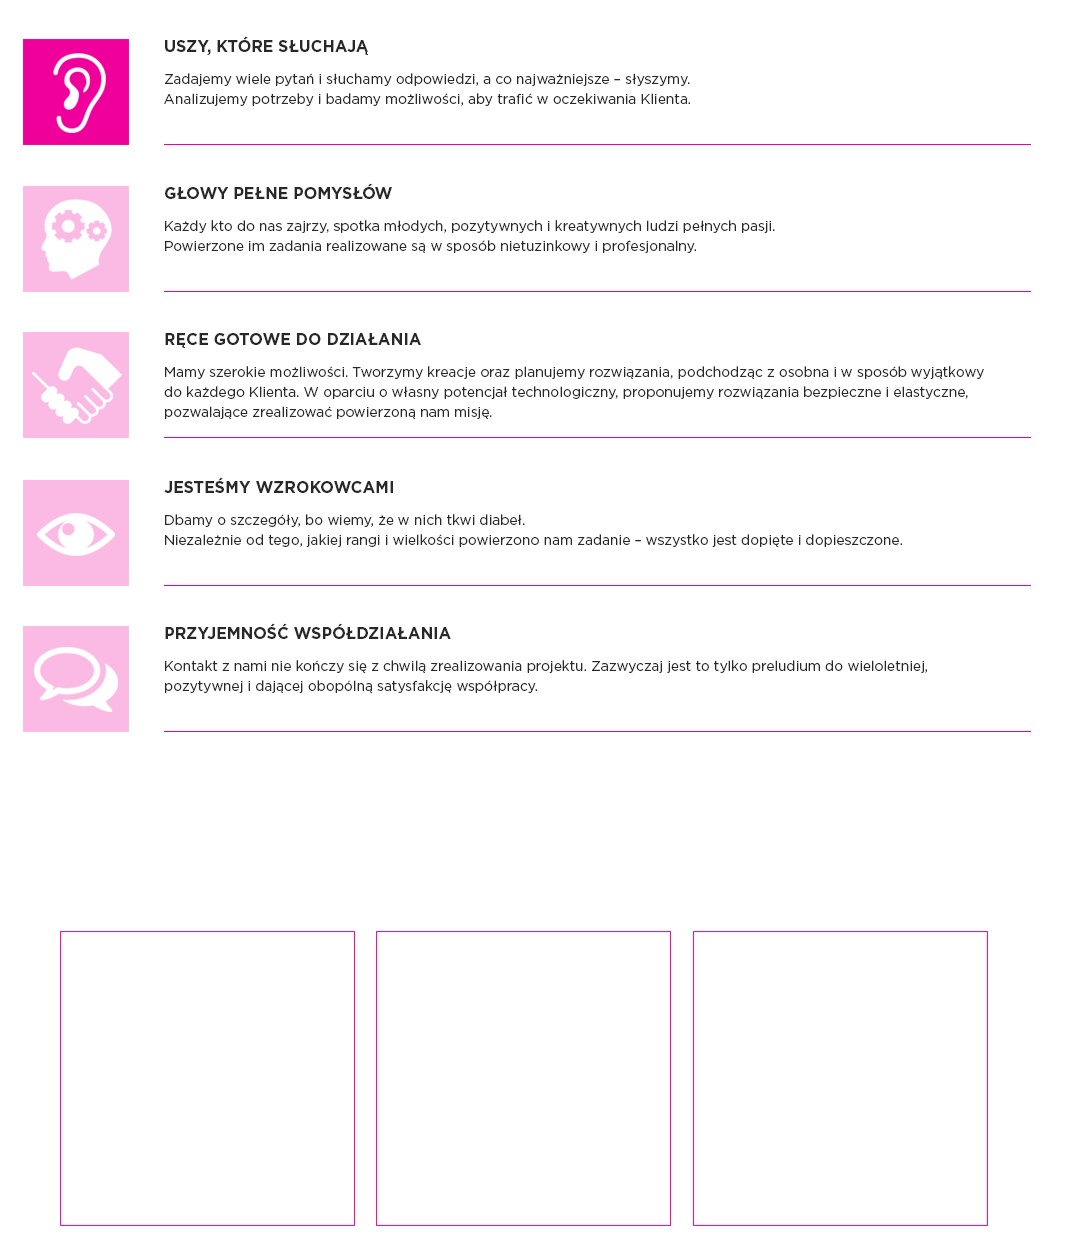 USZY, KTÓRE SŁUCHAJĄ
Zadajemy wiele pytań i słuchamy odpowiedzi, a co najważniejsze – słyszymy.
Analizujemy potrzeby i badamy możliwości, aby trafić w oczekiwania Klienta.
GŁOWY PEŁNE POMYSŁÓW
Każdy kto do nas zajrzy, spotka młodych, pozytywnych i kreatywnych ludzi pełnych pasji.
Powierzone im zadania realizowane są w sposób nietuzinkowy i profesjonalny.
RĘCE GOTOWE DO DZIAŁANIA
Mamy szerokie możliwości. Tworzymy kreacje oraz planujemy rozwiązania, podchodząc z osobna i w sposób wyjątkowy
do każdego Klienta. W oparciu o własny potencjał technologiczny, proponujemy rozwiązania bezpieczne i elastyczne,
pozwalające zrealizować powierzoną nam misję.
JESTEŚMY WZROKOWCAMI
Dbamy o szczegóły, bo wiemy, że w nich tkwi diabeł.
Niezależnie od tego, jakiej rangi i wielkości powierzono nam zadanie – wszystko jest dopięte i dopieszczone.
PRZYJEMNOŚĆ WSPÓŁDZIAŁANIA
Kontakt z nami nie kończy się z chwilą zrealizowania projektu. Zazwyczaj jest to tylko preludium do wieloletniej,
pozytywnej i dającej obopólną satysfakcję współpracy.